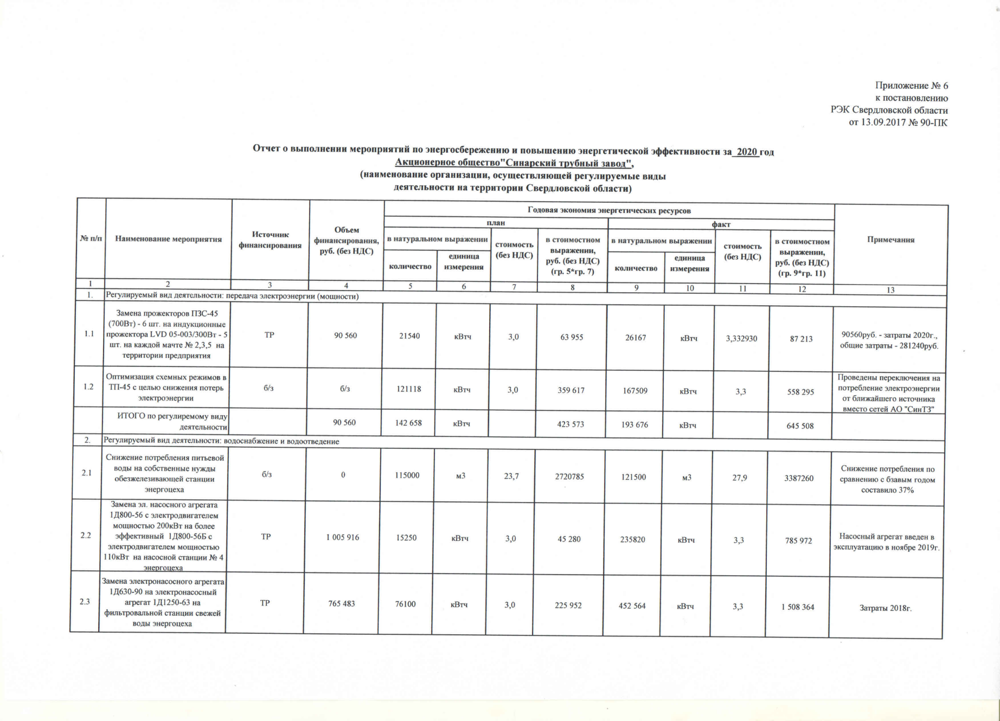 Приложение № 6
к постановлению
РЭК Свердловской области
от 13.09.2017 № 90-ПК
Отчет о выполнении мероприятий по энергосбережению и повышению энергетической эффективности за 2020 год
Акционерное общество"Синарский трубный завод",
(наименование организации, осуществляющей регулируемые виды
деятельности на территории Свердловской области)
№ п/п
Наименование мероприятия
Источник
финансирования
Объем
финансирования,
руб. (без НДС)
Годовая экономия энергетических ресурсов
план
факт
в натуральном выражении
количество
единица
измерения
стоимость
(без НДС)
в стоимостном
выражении,
руб. (без НДС)
(гр. 5*гр. 7)
в натуральном выражении
количество
единица
измерения
стоимость
(без НДС)
в стоимостном
выражении,
руб. (без НДС)
(гр. 9*гр. 11)
Примечания
1 2 3 4 5 6 7 8 9 10 11 12 13
1. Регулируемый вид деятельности: передача электроэнергии (мощности)
1.1
Замена прожекторов ПЗС-45
(700Вт) - 6 шт. на индукционные
прожектора LVD 05-003/300Вт - 5
шт. на каждой мачте № 2,3,5 на
территории предприятия
ТР 90 560 21540 кВтч 3,0 63 955 26167 кВтч 3,332930 87 213
90560руб. - затраты 2020г.,
общие затраты - 281240руб.
1.2
Оптимизация схемных режимов в
ТП-45 с целью снижения потерь
электроэнергии
б/з б/з 121118 кВтч 3,0 359 617 167509 кВтч 3,3 558 295
Проведены переключения на
потребление электроэнергии
от ближайшего источника
вместо сетей АО "СинТЗ"
ИТОГО по регулиремому виду
деятельности
90 560 142 658 кВтч 423 573 193 676 кВтч 645 508
2. Регулируемый вид деятельности: водоснабжение и водоотведение
2.1
Снижение потребления питьевой
воды на собственные нужды
обезжелезивающей станции
энергоцеха
б/з 0 115000 м3 23,7 2720785 121500 м3 27,9 3387260
Снижение потребления по
сравнению с бзавым годом
составило 37%
2.2
Замена эл. насосного агрегата
1Д800-56 с электродвигателем
мощностью 200кВт на более
эффективный 1Д800-56Б с
электродвигателем мощностью
110кВт на насосной станции № 4
энергоцеха
ТР 1 005 916 15250 кВтч 3,0 45 280 235820 кВтч 3,3 785 972
Насосный агрегат введен в
эксплуатацию в ноябре 2019г.
2.3
Замена электронасосного агрегата
1Д630-90 на электронасосный
агрегат 1Д1250-63 на
фильтровальной станции свежей
воды энергоцеха
ТР 765 483 76100 кВтч 3,0 225 952 452 564 кВтч 3,3 1 508 364
Затраты 2018г.